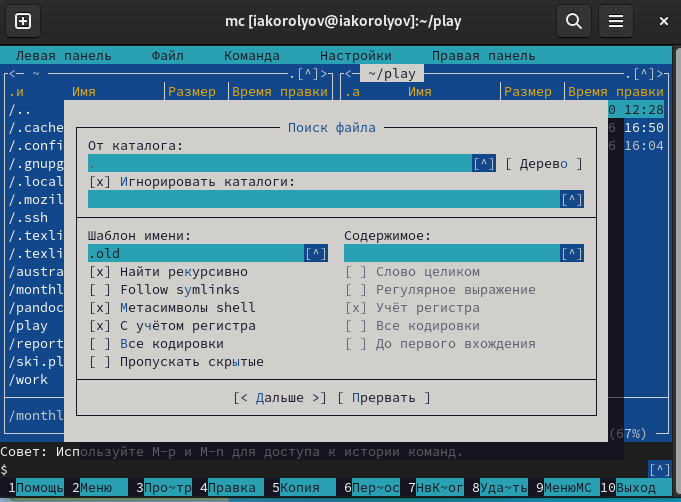 mc [iakorolyov@iakorolyov]:~/play
Левая панель Файл Команда Настройки Правая панель
<─ ~ .[^]> <─ ~/play .[^]>
.и Имя Размер Время правки .а Имя Размер Время правки
/.. 0 12:28
/.cache 6 16:50
/.confi 6 16:04
/.gnupg
/.local
/.mozil
/.ssh
/.texli
/.texli
/austra
/monthl
/pandoc
/play
/report
/ski.pl
/work
/monthl
Поиск файла
От каталога:
. [^] [ Дерево ]
[x] Игнорировать каталоги:
[^]
Шаблон имени: Содержимое:
.old [^] [^]
[x] Найти рекурсивно [ ] Слово целиком
[ ] Follow symlinks [ ] Регулярное выражение
[x] Метасимволы shell [x] Учёт регистра
[x] С учётом регистра [ ] Все кодировки
[ ] Все кодировки [ ] До первого вхождения
[ ] Пропускать скрытые
[< Дальше >] [ Прервать ]
(67%)
Совет: Используйте M-p и M-n для доступа к истории команд.
$ [^]
1Помощь 2Меню 3Про~тр 4Правка 5Копия 6Пер~ос 7НвК~ог 8Уда~ть 9МенюMC 10Выход